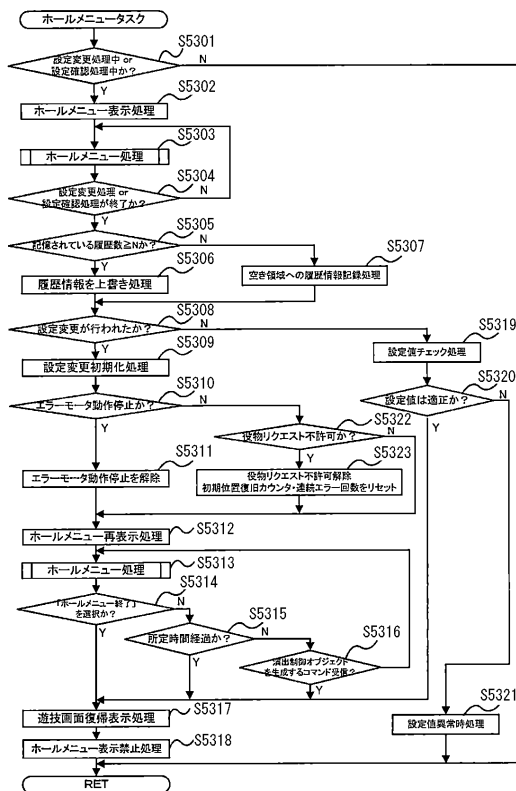 ホールメニュータスク
S5301
設定変更処理中 or
設定確認処理中か?
N
Y
S5302
ホールメニュー表示処理
S5303
ホールメニュー処理
S5304
設定変更処理 or
設定確認処理が終了か?
N
Y
S5305
記憶されている履歴数≧Nか?
N
Y
S5306
履歴情報を上書き処理
S5307
空き領域への履歴情報記録処理
S5308
設定変更が行われたか?
N
Y
S5309
設定変更初期化処理
S5319
設定値チェック処理
S5310
エラーモータ動作停止か?
N
Y
S5320
設定値は適正か?
N
Y
S5322
役物リクエスト不許可か?
N
Y
S5311
エラーモータ動作停止を解除
S5323
役物リクエスト不許可解除
初期位置復旧カウンタ・連続エラー回数をリセット
S5312
ホールメニュー再表示処理
S5313
ホールメニュー処理
S5314
「ホールメニュー終了」
を選択か?
N
Y
S5315
所定時間経過か?
N
Y
S5316
演出制御オブジェクト
を生成するコマンド受信?
N
Y
S5317
遊技画面復帰表示処理
S5321
設定値異常時処理
S5318
ホールメニュー表示禁止処理
RET